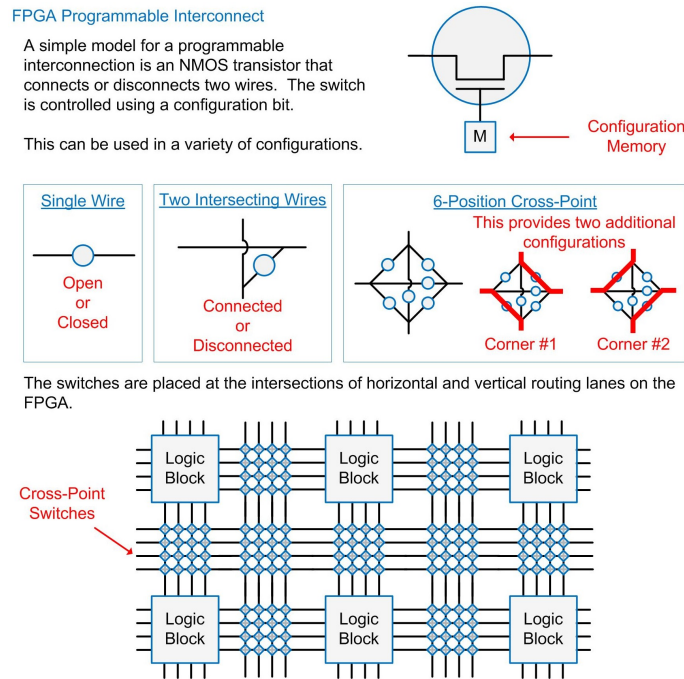 FPGA Programmable Interconnect
A simple model for a programmable
interconnection is an NMOS transistor that
connects or disconnects two wires. The switch
is controlled using a configuration bit.
This can be used in a variety of configurations.
M
Configuration
Memory
Single Wire
Open
or
Closed
Two Intersecting Wires
Connected
or
Disconnected
6-Position Cross-Point
This provides two additional
configurations
Corner #1
Corner #2
The switches are placed at the intersections of horizontal and vertical routing lanes on the
FPGA.
Logic
Block
Logic
Block
Logic
Block
Cross-Point
Switches
Logic
Block
Logic
Block
Logic
Block